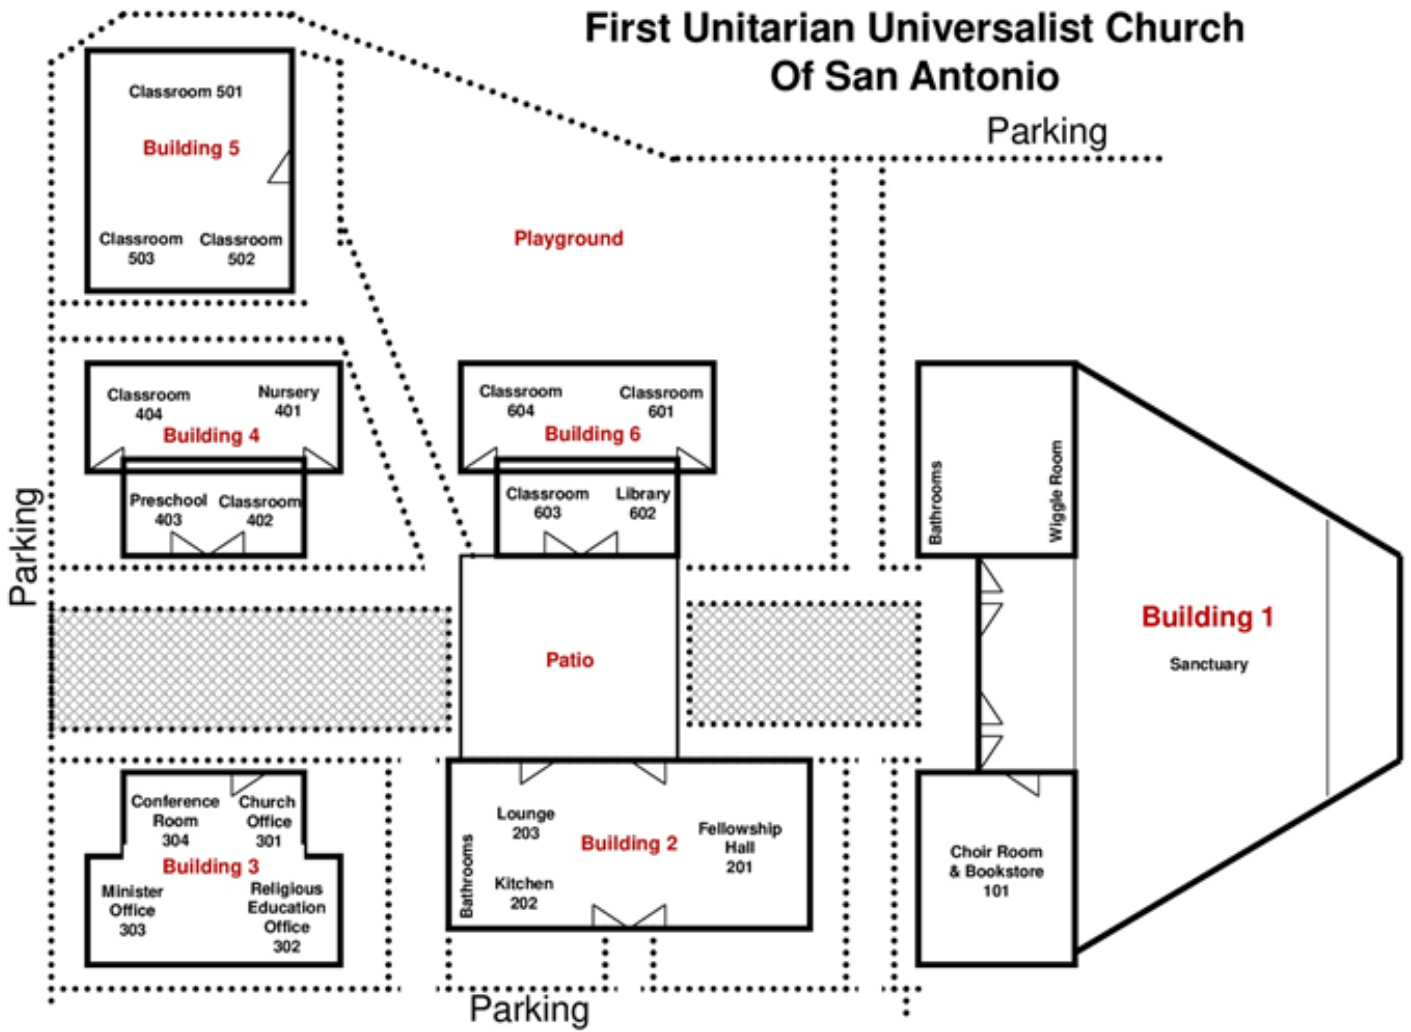 First Unitarian Universalist Church
Of San Antonio
Parking
Classroom 501
Building 5
Classroom
503
Classroom
502
Playground
Classroom
404
Nursery
401
Building 4
Preschool
403
Classroom
402
Classroom
604
Classroom
601
Building 6
Classroom
603
Library
602
Bathrooms
Wiggle Room
Parking
Patio
Building 1
Sanctuary
Conference
Room
304
Church
Office
301
Building 3
Minister
Office
303
Religious
Education
Office
302
Lounge
203
Building 2
Fellowship
Hall
201
Bathrooms
Kitchen
202
Choir Room
& Bookstore
101
Parking